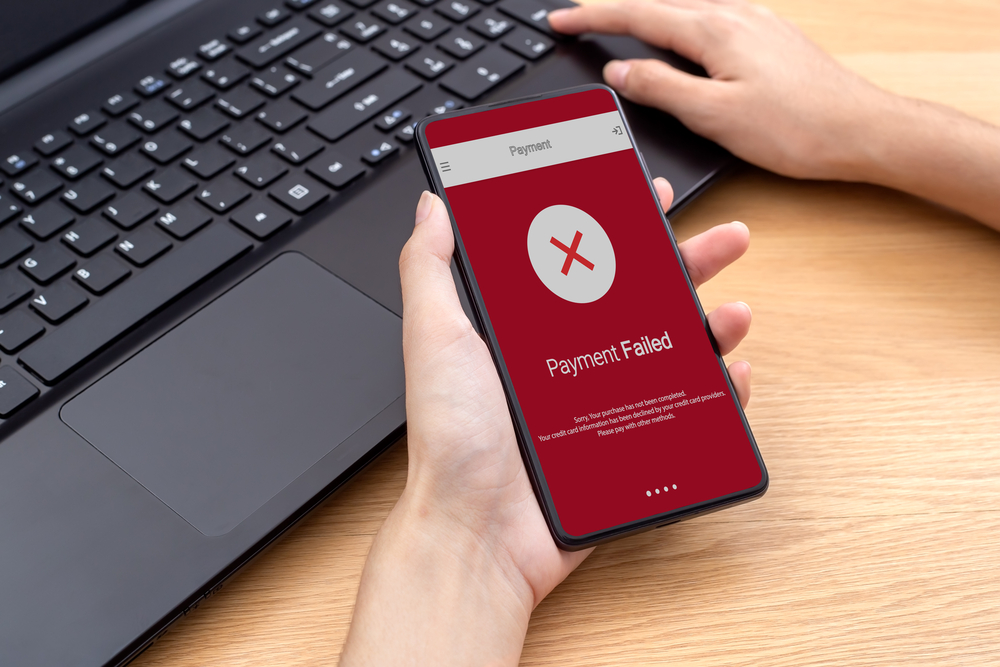 Payment
Payment Failed
Sorry, Your purchase has not been completed.
Your credit card information has been declined by your credit card providers.
Please pay with other methods.
Y
H
G
B
N
J
M
K
V